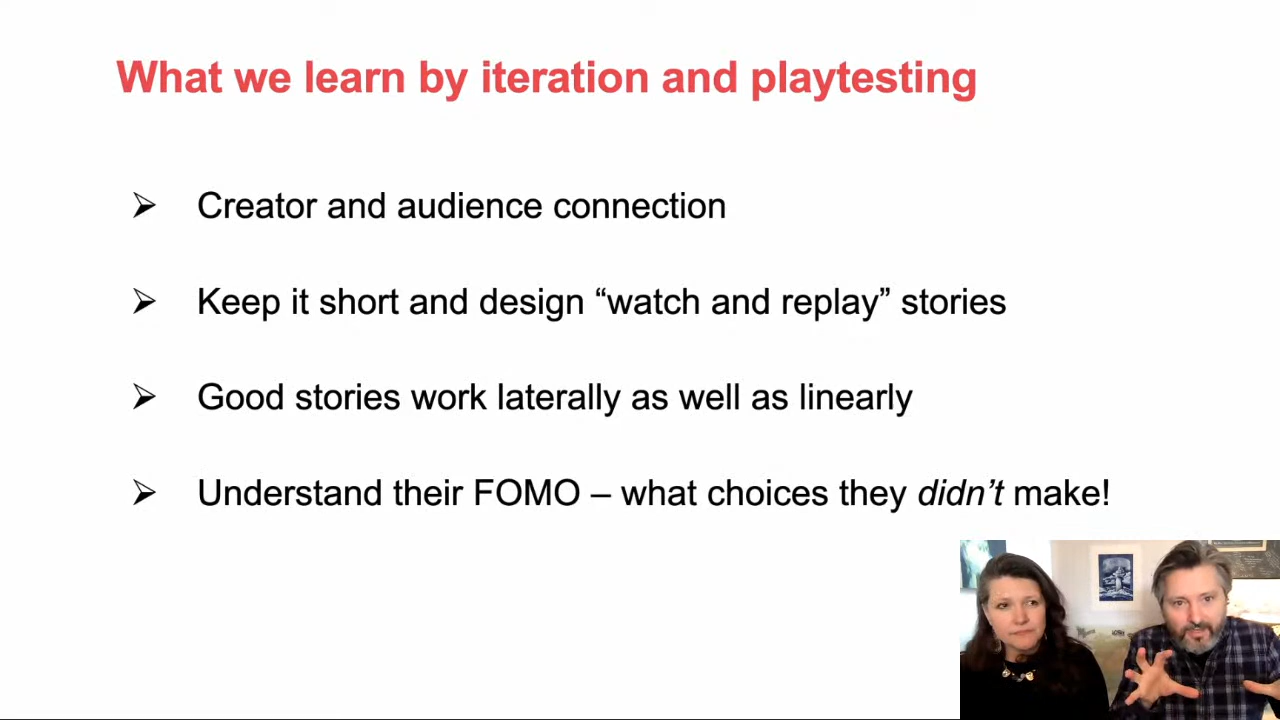 What we learn by iteration and playtesting
➢ Creator and audience connection
➢ Keep it short and design “watch and replay” stories
➢ Good stories work laterally as well as linearly
➢ Understand their FOMO – what choices they didn’t make!